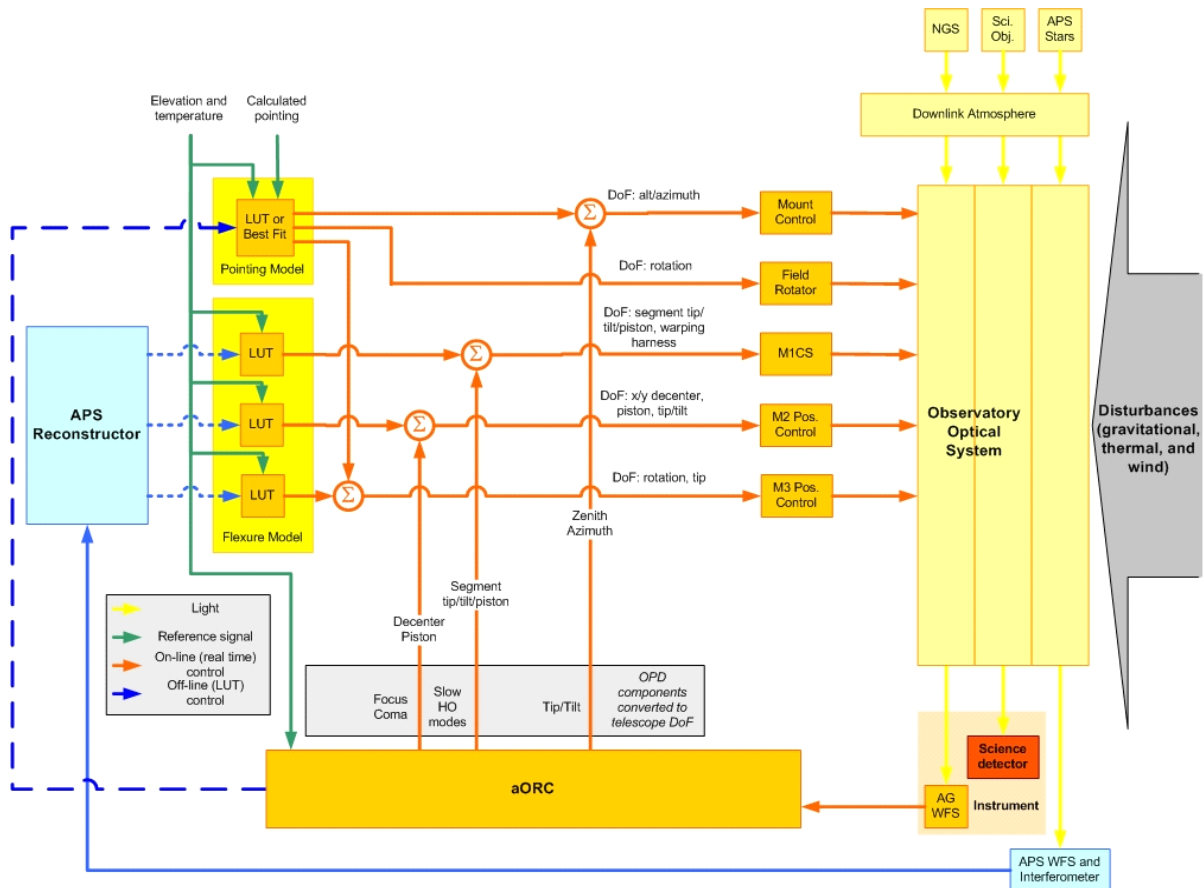 NGS
Sci.
Obj.
APS
Stars
Elevation and
temperature
Calculated
pointing
Downlink Atmosphere
LUT or
Best Fit
Pointing Model
Σ
DoF: alt/azimuth
Mount
Control
DoF: rotation
Field
Rotator
DoF: segment tip/
tilt/piston, warping
harness
LUT
Σ
M1CS
DoF: x/y decenter,
piston, tip/tilt
LUT
Σ
M2 Pos.
Control
DoF: rotation, tip
LUT
Σ
M3 Pos.
Control
Flexure Model
APS
Reconstructor
Observatory
Optical
System
Disturbances
(gravitational,
thermal, and
wind)
Zenith
Azimuth
Segment
tip/tilt/piston
Decenter
Piston
Light
Reference signal
On-line (real time)
control
Off-line (LUT)
control
Focus
Coma
Slow
HO
modes
Tip/Tilt
OPD
components
converted to
telescope DoF
aORC
Science
detector
AG
WFS
Instrument
APS WFS and
Interferometer